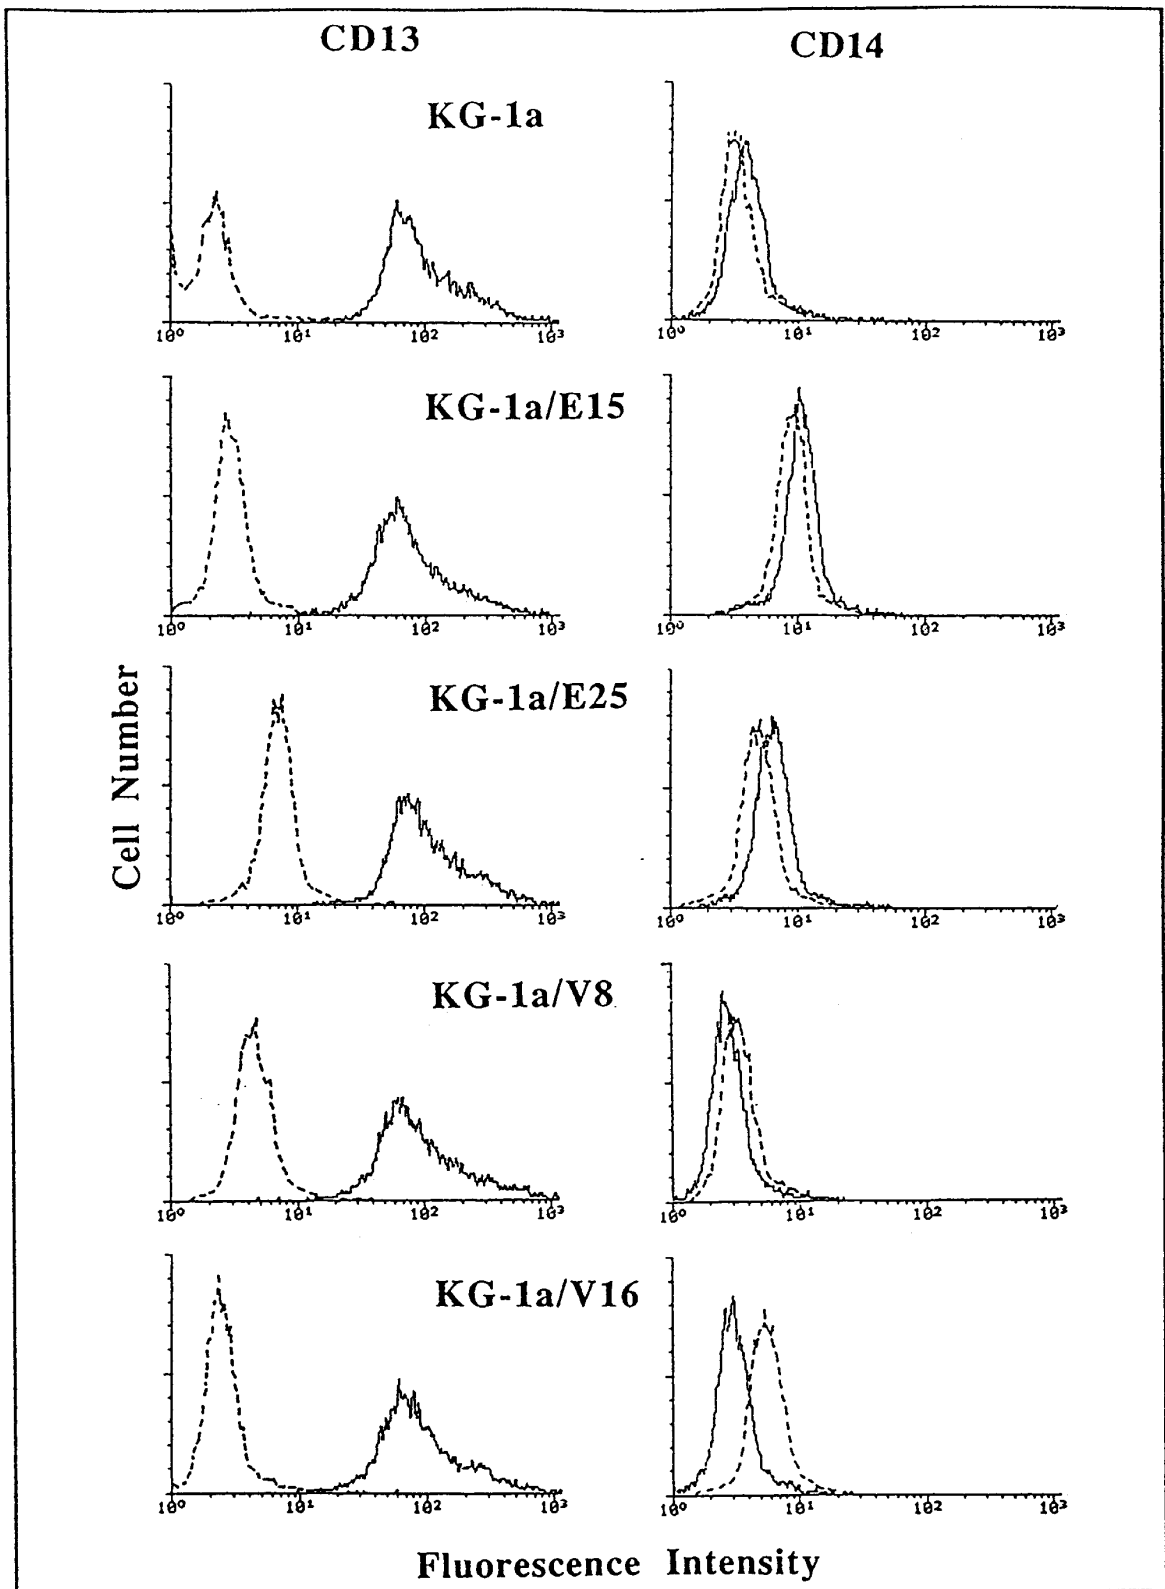 CD13 CD14
KG-1a
10⁰ 10¹ 10² 10³ 10⁰ 10¹ 10² 10³
KG-1a/E15
10⁰ 10¹ 10² 10³ 10⁰ 10¹ 10² 10³
KG-1a/E25
10⁰ 10¹ 10² 10³ 10⁰ 10¹ 10² 10³
Cell Number
KG-1a/V8
10⁰ 10¹ 10² 10³ 10⁰ 10¹ 10² 10³
KG-1a/V16
10⁰ 10¹ 10² 10³ 10⁰ 10¹ 10² 10³
Fluorescence Intensity